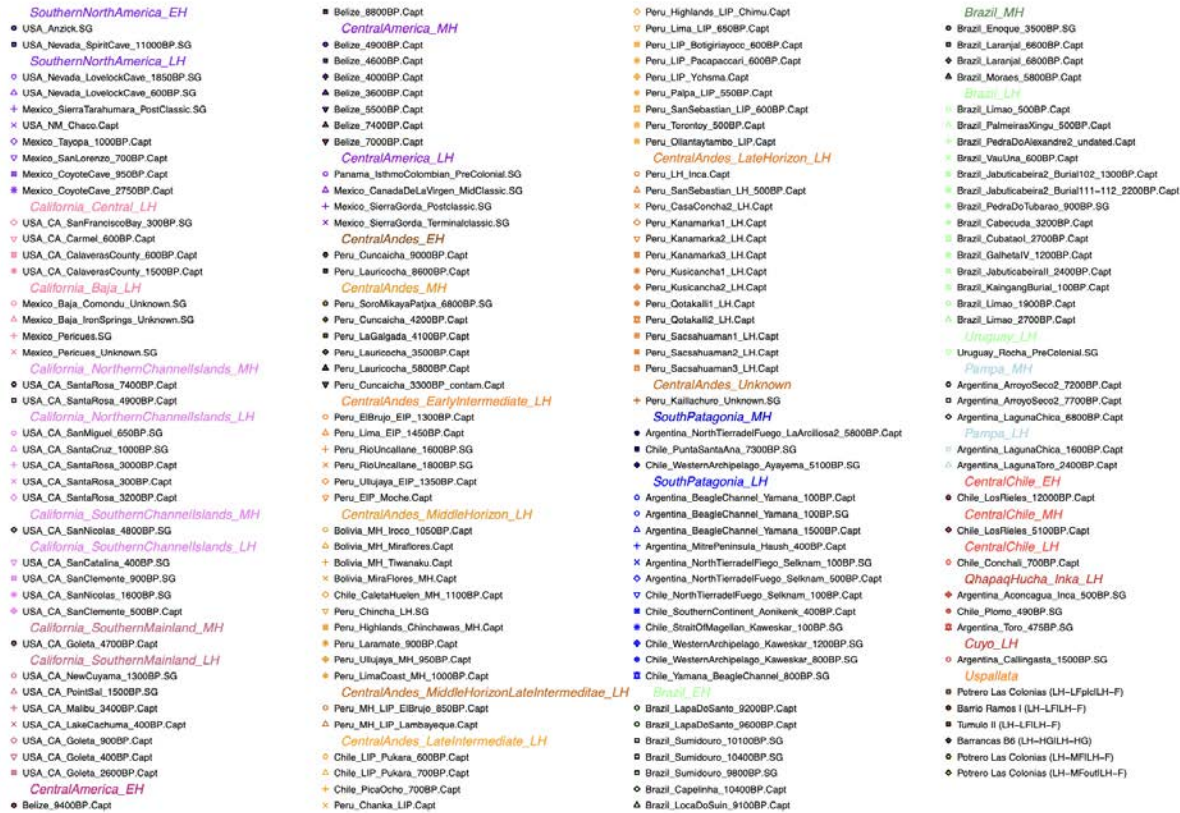 SouthernNorthAmerica_EH
USA_Anzick.SG
USA_Nevada_SpiritCave_11000BP.SG
SouthernNorthAmerica_LH
USA_Nevada_LovelockCave_1850BP.SG
USA_Nevada_LovelockCave_600BP.SG
Mexico_SierraTarahumara_PostClassic.SG
USA_NM_Chaco.Capt
Mexico_Tayopa_1000BP.Capt
Mexico_SanLorenzo_700BP.Capt
Mexico_CoyoteCave_950BP.Capt
Mexico_CoyoteCave_2750BP.Capt
California_Central_LH
USA_CA_SanFranciscoBay_300BP.SG
USA_CA_Carmel_600BP.Capt
USA_CA_CalaverasCounty_600BP.Capt
USA_CA_CalaverasCounty_1500BP.Capt
California_Baja_LH
Mexico_Baja_Comondu_Unknown.SG
Mexico_Baja_IronSprings_Unknown.SG
Mexico_Pericues.SG
Mexico_Pericues_Unknown.SG
California_NorthernChannelIslands_MH
USA_CA_SantaRosa_7400BP.Capt
USA_CA_SantaRosa_4900BP.Capt
California_NorthernChannelIslands_LH
USA_CA_SanMiguel_650BP.SG
USA_CA_SantaCruz_1000BP.SG
USA_CA_SantaRosa_3000BP.Capt
USA_CA_SantaRosa_300BP.Capt
USA_CA_SantaRosa_3200BP.Capt
California_SouthernChannelIslands_MH
USA_CA_SanNicolas_4800BP.SG
California_SouthernChannelIslands_LH
USA_CA_SanCatalina_400BP.SG
USA_CA_SanClemente_900BP.SG
USA_CA_SanNicolas_1600BP.SG
USA_CA_SanClemente_500BP.Capt
California_SouthernMainland_MH
USA_CA_Goleta_4700BP.Capt
California_SouthernMainland_LH
USA_CA_NewCuyama_1300BP.SG
USA_CA_PointSal_1500BP.SG
USA_CA_Malibu_3400BP.Capt
USA_CA_LakeCachuma_400BP.Capt
USA_CA_Goleta_900BP.Capt
USA_CA_Goleta_400BP.Capt
USA_CA_Goleta_2600BP.Capt
CentralAmerica_EH
Belize_9400BP.Capt
Belize_8800BP.Capt
CentralAmerica_MH
Belize_4900BP.Capt
Belize_4600BP.Capt
Belize_4000BP.Capt
Belize_3600BP.Capt
Belize_5500BP.Capt
Belize_7400BP.Capt
Belize_7000BP.Capt
CentralAmerica_LH
Panama_IsthmoColombian_PreColonial.SG
Mexico_CanadaDeLaVirgen_MidClassic.SG
Mexico_SierraGorda_Postclassic.SG
Mexico_SierraGorda_Terminalclassic.SG
CentralAndes_EH
Peru_Cuncaicha_9000BP.Capt
Peru_Lauricocha_8600BP.Capt
CentralAndes_MH
Peru_SoroMikayaPatjxa_6800BP.SG
Peru_Cuncaicha_4200BP.Capt
Peru_LaGalgada_4100BP.Capt
Peru_Lauricocha_3500BP.Capt
Peru_Lauricocha_5800BP.Capt
Peru_Cuncaicha_3300BP_contam.Capt
CentralAndes_EarlyIntermediate_LH
Peru_ElBrujo_EIP_1300BP.Capt
Peru_Lima_EIP_1450BP.Capt
Peru_RioUncallane_1600BP.SG
Peru_RioUncallane_1800BP.SG
Peru_Ullujaya_EIP_1350BP.Capt
Peru_EIP_Moche.Capt
CentralAndes_MiddleHorizon_LH
Bolivia_MH_Iroco_1050BP.Capt
Bolivia_MH_Miraflores.Capt
Bolivia_MH_Tiwanaku.Capt
Bolivia_MiraFlores_MH.Capt
Chile_CaletaHuelen_MH_1100BP.Capt
Peru_Chincha_LH.SG
Peru_Highlands_Chinchawas_MH.Capt
Peru_Laramate_900BP.Capt
Peru_Ullujaya_MH_950BP.Capt
Peru_LimaCoast_MH_1000BP.Capt
CentralAndes_MiddleHorizonLateIntermeditae_LH
Peru_MH_LIP_ElBrujo_850BP.Capt
Peru_MH_LIP_Lambayeque.Capt
CentralAndes_LateIntermediate_LH
Chile_LIP_Pukara_600BP.Capt
Chile_LIP_Pukara_700BP.Capt
Chile_PicaOcho_700BP.Capt
Peru_Chanka_LIP.Capt
Peru_Highlands_LIP_Chimu.Capt
Peru_Lima_LIP_650BP.Capt
Peru_LIP_Botigiriayocc_600BP.Capt
Peru_LIP_Pacapaccari_600BP.Capt
Peru_LIP_Ychsma.Capt
Peru_Palpa_LIP_550BP.Capt
Peru_SanSebastian_LIP_600BP.Capt
Peru_Torontoy_500BP.Capt
Peru_Ollantaytambo_LIP.Capt
CentralAndes_LateHorizon_LH
Peru_LH_Inca.Capt
Peru_SanSebastian_LH_500BP.Capt
Peru_CasaConcha2_LH.Capt
Peru_Kanamarka1_LH.Capt
Peru_Kanamarka2_LH.Capt
Peru_Kanamarka3_LH.Capt
Peru_Kusicancha1_LH.Capt
Peru_Kusicancha2_LH.Capt
Peru_Qotakalli1_LH.Capt
Peru_Qotakalli2_LH.Capt
Peru_Sacsahuaman1_LH.Capt
Peru_Sacsahuaman2_LH.Capt
Peru_Sacsahuaman3_LH.Capt
CentralAndes_Unknown
Peru_Kaillachuro_Unknown.SG
SouthPatagonia_MH
Argentina_NorthTierradelFuego_LaArcillosa2_5800BP.Capt
Chile_PuntaSantaAna_7300BP.SG
Chile_WesternArchipelago_Ayayema_5100BP.SG
SouthPatagonia_LH
Argentina_BeagleChannel_Yamana_100BP.Capt
Argentina_BeagleChannel_Yamana_100BP.SG
Argentina_BeagleChannel_Yamana_1500BP.Capt
Argentina_MitrePeninsula_Haush_400BP.Capt
Argentina_NorthTierradelFiego_Selknam_100BP.SG
Argentina_NorthTierradelFuego_Selknam_500BP.Capt
Chile_NorthTierradelFuego_Selknam_100BP.Capt
Chile_SouthernContinent_Aonikenk_400BP.Capt
Chile_StraitOfMagellan_Kaweskar_100BP.SG
Chile_WesternArchipelago_Kaweskar_1200BP.SG
Chile_WesternArchipelago_Kaweskar_800BP.SG
Chile_Yamana_BeagleChannel_800BP.SG
Brazil_EH
Brazil_LapaDoSanto_9200BP.Capt
Brazil_LapaDoSanto_9600BP.Capt
Brazil_Sumidouro_10100BP.SG
Brazil_Sumidouro_10400BP.SG
Brazil_Sumidouro_9800BP.SG
Brazil_Capelinha_10400BP.Capt
Brazil_LocaDoSuin_9100BP.Capt
Brazil_MH
Brazil_Enoque_3500BP.SG
Brazil_Laranjal_6600BP.Capt
Brazil_Laranjal_6800BP.Capt
Brazil_Moraes_5800BP.Capt
Brazil_LH
Brazil_Limao_500BP.Capt
Brazil_PalmeirasXingu_500BP.Capt
Brazil_PedraDoAlexandre2_undated.Capt
Brazil_VauUna_600BP.Capt
Brazil_Jabuticabeira2_Burial102_1300BP.Capt
Brazil_Jabuticabeira2_Burial111-112_2200BP.Capt
Brazil_PedraDoTubarao_900BP.SG
Brazil_Cabecuda_3200BP.Capt
Brazil_CubataoI_2700BP.Capt
Brazil_GalhetaIV_1200BP.Capt
Brazil_JabuticabeiraII_2400BP.Capt
Brazil_KaingangBurial_100BP.Capt
Brazil_Limao_1900BP.Capt
Brazil_Limao_2700BP.Capt
Uruguay_LH
Uruguay_Rocha_PreColonial.SG
Pampa_MH
Argentina_ArroyoSeco2_7200BP.Capt
Argentina_ArroyoSeco2_7700BP.Capt
Argentina_LagunaChica_6800BP.Capt
Pampa_LH
Argentina_LagunaChica_1600BP.Capt
Argentina_LagunaToro_2400BP.Capt
CentralChile_EH
Chile_LosRieles_12000BP.Capt
CentralChile_MH
Chile_LosRieles_5100BP.Capt
CentralChile_LH
Chile_Conchali_700BP.Capt
QhapaqHucha_Inka_LH
Argentina_Aconcagua_Inca_500BP.SG
Chile_Plomo_490BP.SG
Argentina_Toro_475BP.SG
Cuyo_LH
Argentina_Callingasta_1500BP.SG
Uspallata
Potrero Las Colonias (LH-LFplc|LH-F)
Barrio Ramos I (LH-LF|LH-F)
Tumulo II (LH-LF|LH-F)
Barrancas B6 (LH-HG|LH-HG)
Potrero Las Colonias (LH-MF|LH-F)
Potrero Las Colonias (LH-MFout|LH-F)